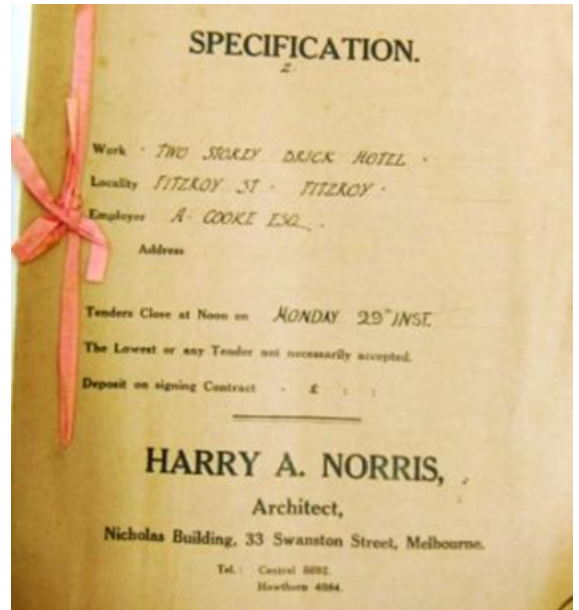 SPECIFICATION.
2.
Work · TWO STOREY BRICK HOTEL ·
Locality FITZROY ST · FITZROY ·
Employer A · COOKE ESQ ·
Address
Tenders Close at Noon on MONDAY 29TH INST.
The Lowest or any Tender not necessarily accepted.
Deposit on signing Contract - £ : :
HARRY A. NORRIS,
Architect,
Nicholas Building, 33 Swanston Street, Melbourne.
Tel. : Central 5692.
Hawthorn 4084.